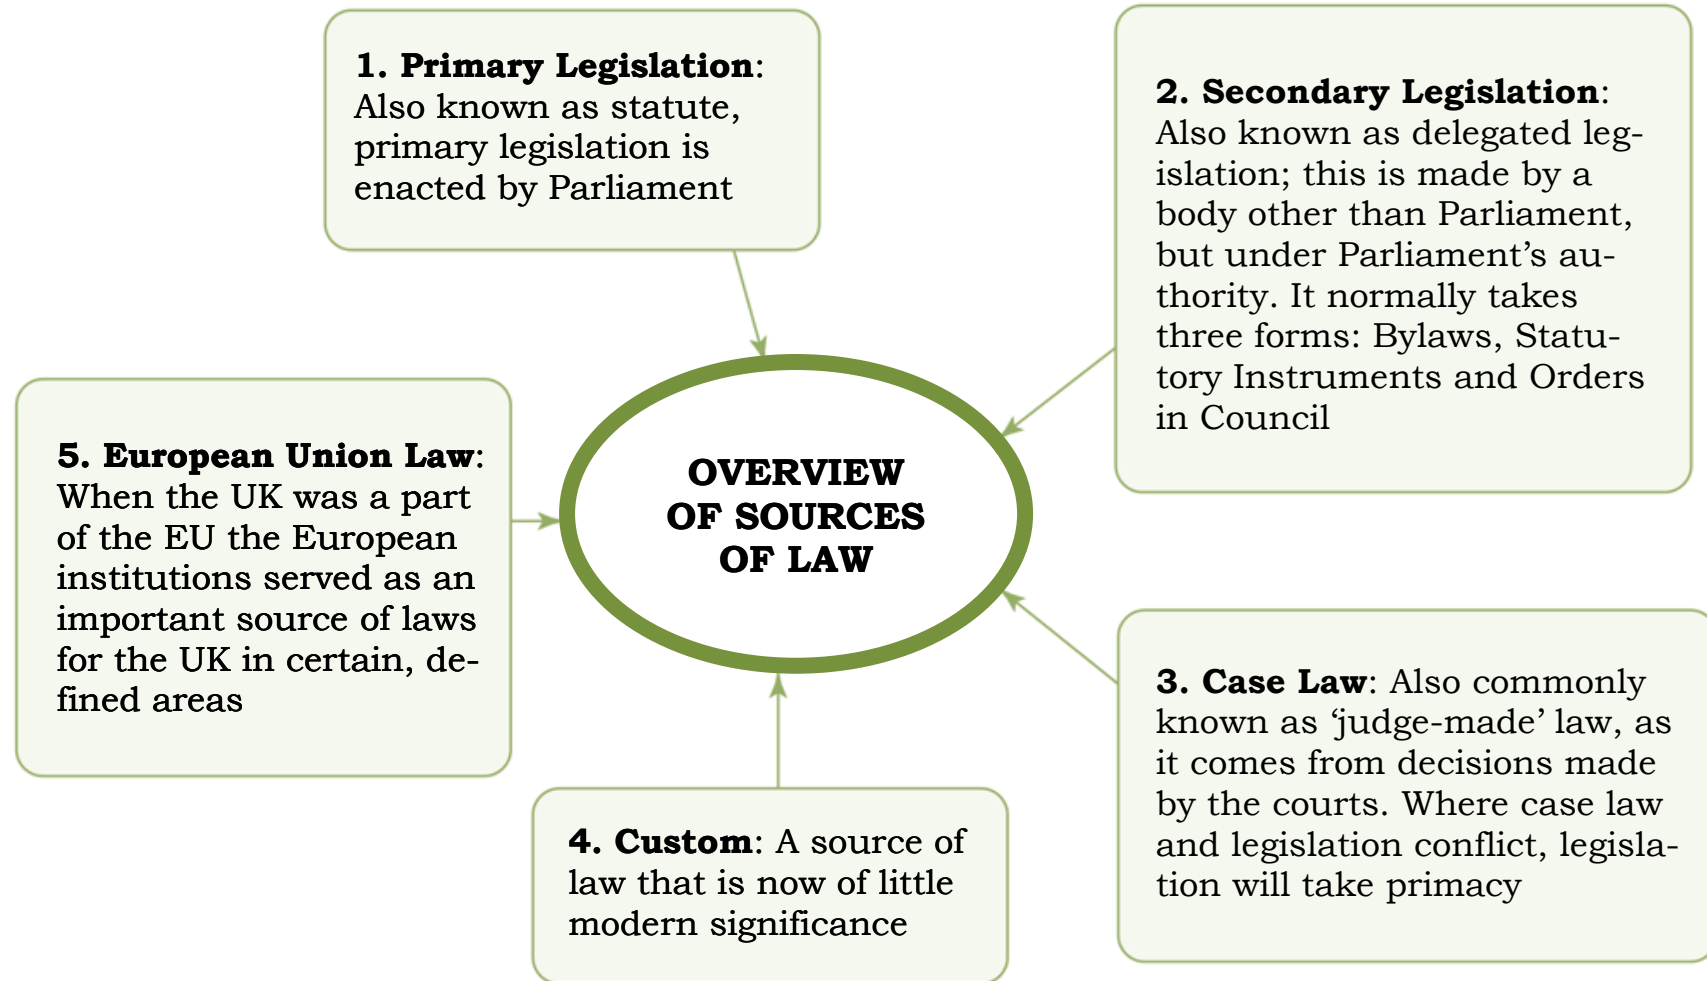 1. Primary Legislation:
Also known as statute,
primary legislation is
enacted by Parliament
2. Secondary Legislation:
Also known as delegated leg-
islation; this is made by a
body other than Parliament,
but under Parliament’s au-
thority. It normally takes
three forms: Bylaws, Statu-
tory Instruments and Orders
in Council
5. European Union Law:
When the UK was a part
of the EU the European
institutions served as an
important source of laws
for the UK in certain, de-
fined areas
OVERVIEW
OF SOURCES
OF LAW
3. Case Law: Also commonly
known as ‘judge-made’ law, as
it comes from decisions made
by the courts. Where case law
and legislation conflict, legisla-
tion will take primacy
4. Custom: A source of
law that is now of little
modern significance